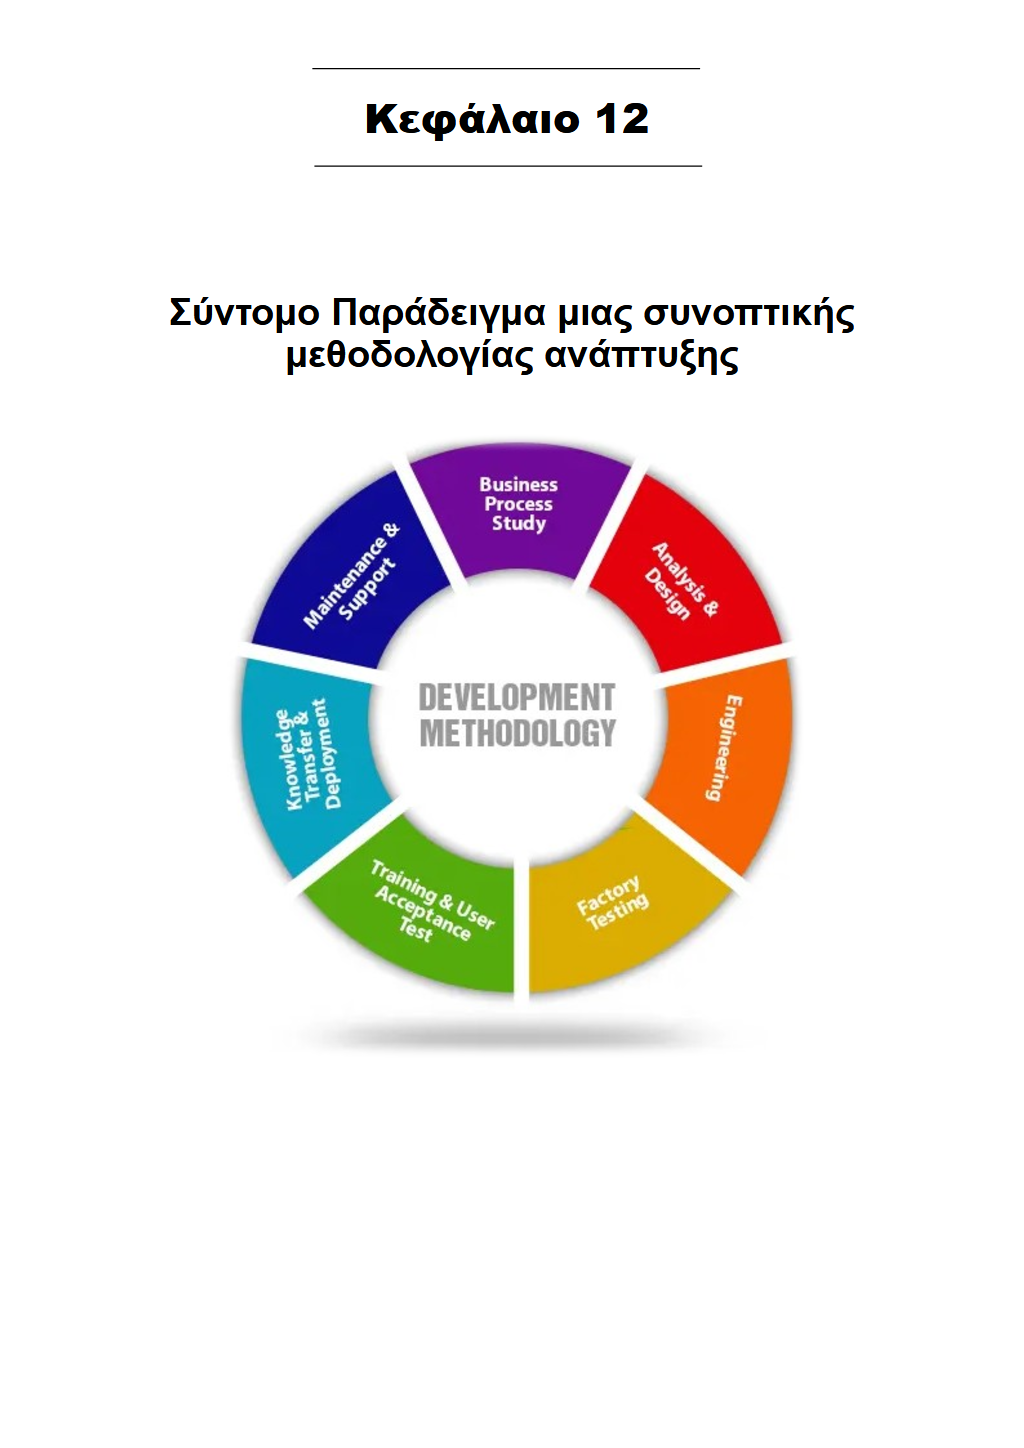 Κεφάλαιο 12
Σύντομο Παράδειγμα μιας συνοπτικής
μεθοδολογίας ανάπτυξης
Business
Process
Study
Analysis &
Design
Engineering
Factory
Testing
Training & User
Acceptance
Test
Knowledge
Transfer &
Deployment
Maintenance &
Support
DEVELOPMENT
METHODOLOGY